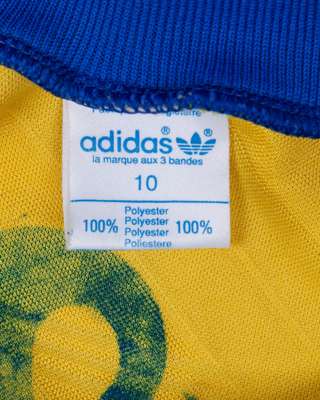 adidas®
la marque aux 3 bandes
10
Polyester
100% Polyester 100%
Polyester
Poliestere